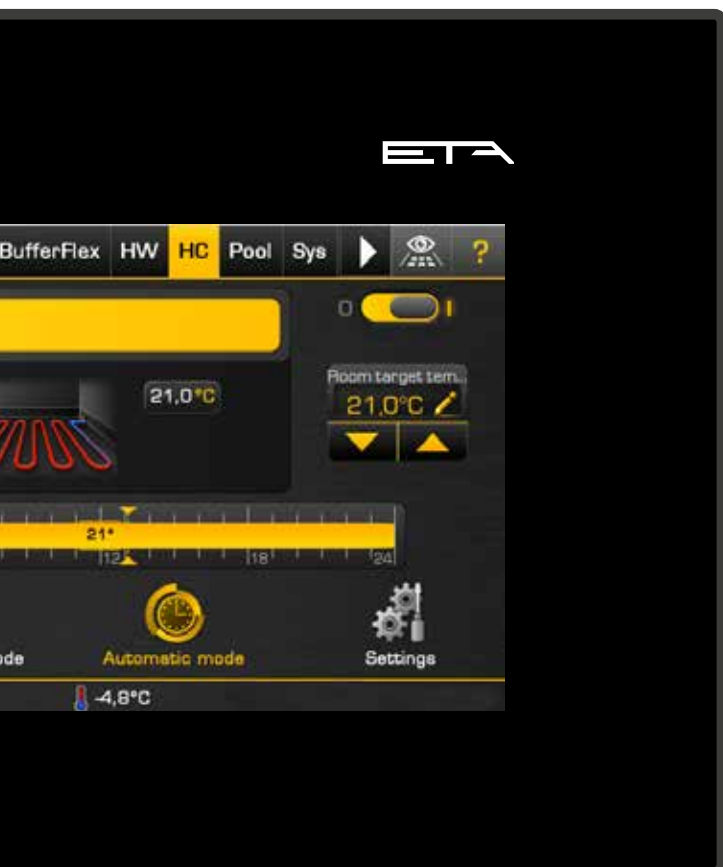 ETA
BufferFlex HW HC Pool Sys ?
0 I
Room target tem...
21,0°C
21,0°C
21°
12 18 24
ode Automatic mode Settings
-4,8°C